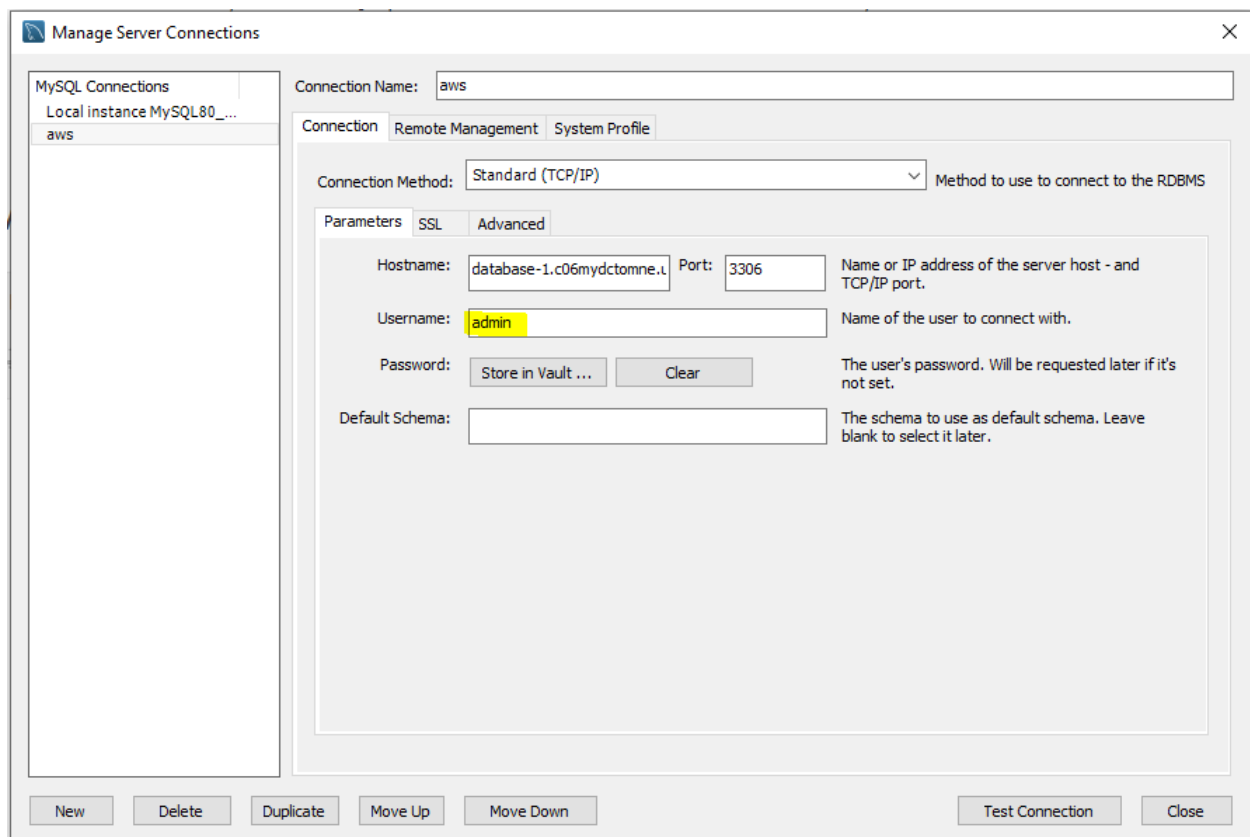 Manage Server Connections
MySQL Connections
Local instance MySQL80_...
aws
Connection Name: aws
Connection Remote Management System Profile
Connection Method: Standard (TCP/IP) Method to use to connect to the RDBMS
Parameters SSL Advanced
Hostname: database-1.c06mydctomne.u Port: 3306 Name or IP address of the server host - and
TCP/IP port.
Username: admin Name of the user to connect with.
Password: Store in Vault ... Clear The user's password. Will be requested later if it's
not set.
Default Schema: The schema to use as default schema. Leave
blank to select it later.
New Delete Duplicate Move Up Move Down Test Connection Close